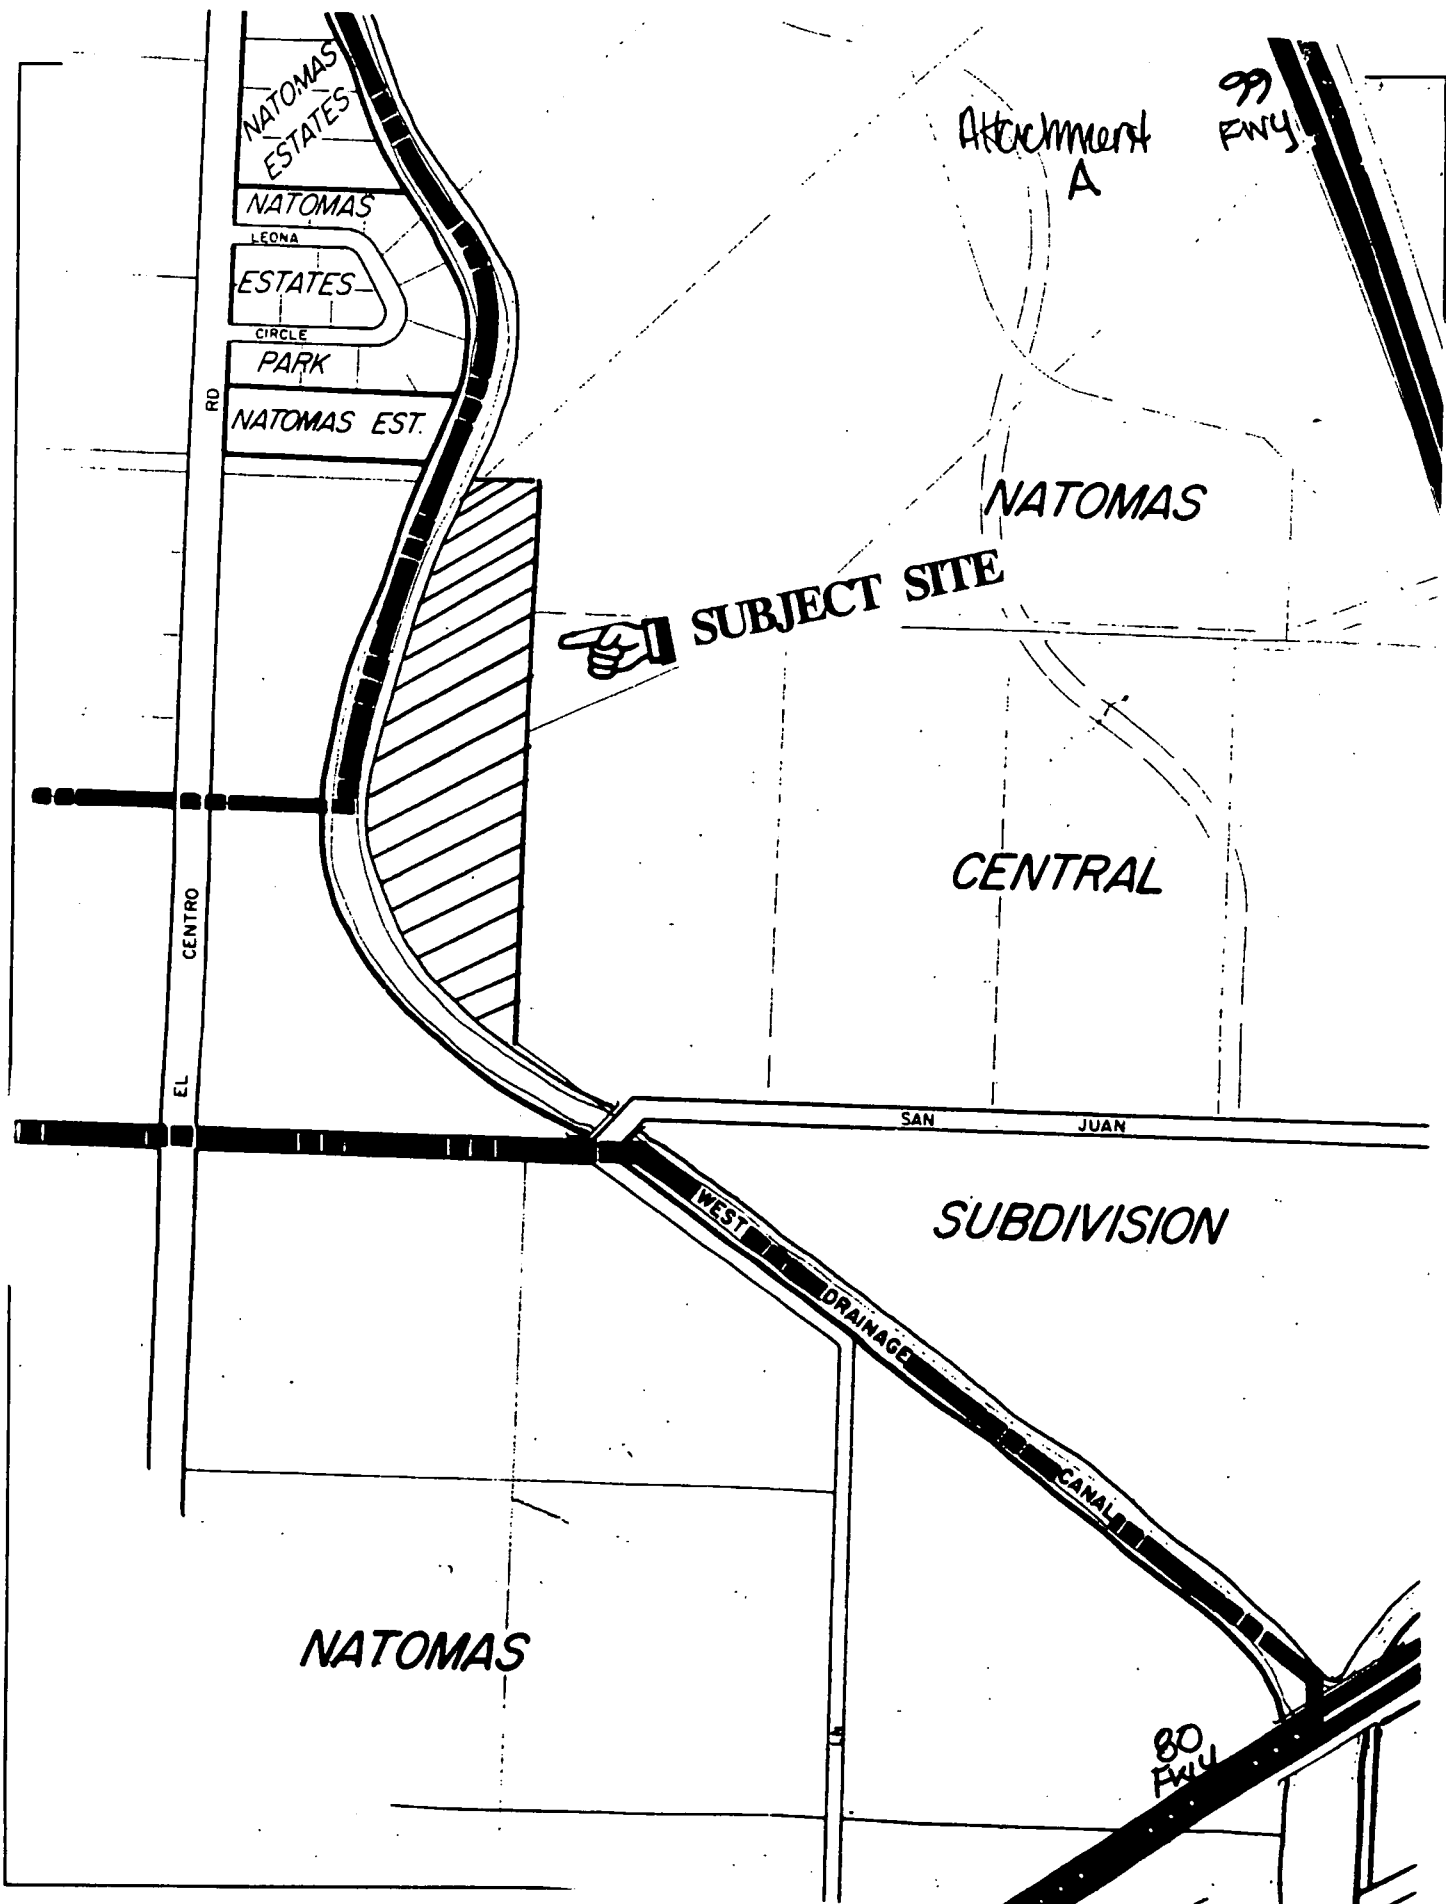 NATOMAS
ESTATES
Attachment
A
99
FWY
NATOMAS
LEONA
ESTATES
CIRCLE
PARK
RD
NATOMAS EST.
NATOMAS
SUBJECT SITE
CENTRAL
CENTRO
EL
SAN JUAN
WEST
DRAINAGE
CANAL
SUBDIVISION
NATOMAS
80
FWY